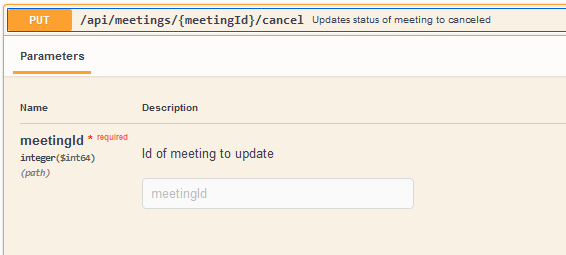 PUT /api/meetings/{meetingId}/cancel Updates status of meeting to canceled
Parameters
Name Description
meetingId * required
integer($int64)
(path)
Id of meeting to update
meetingId